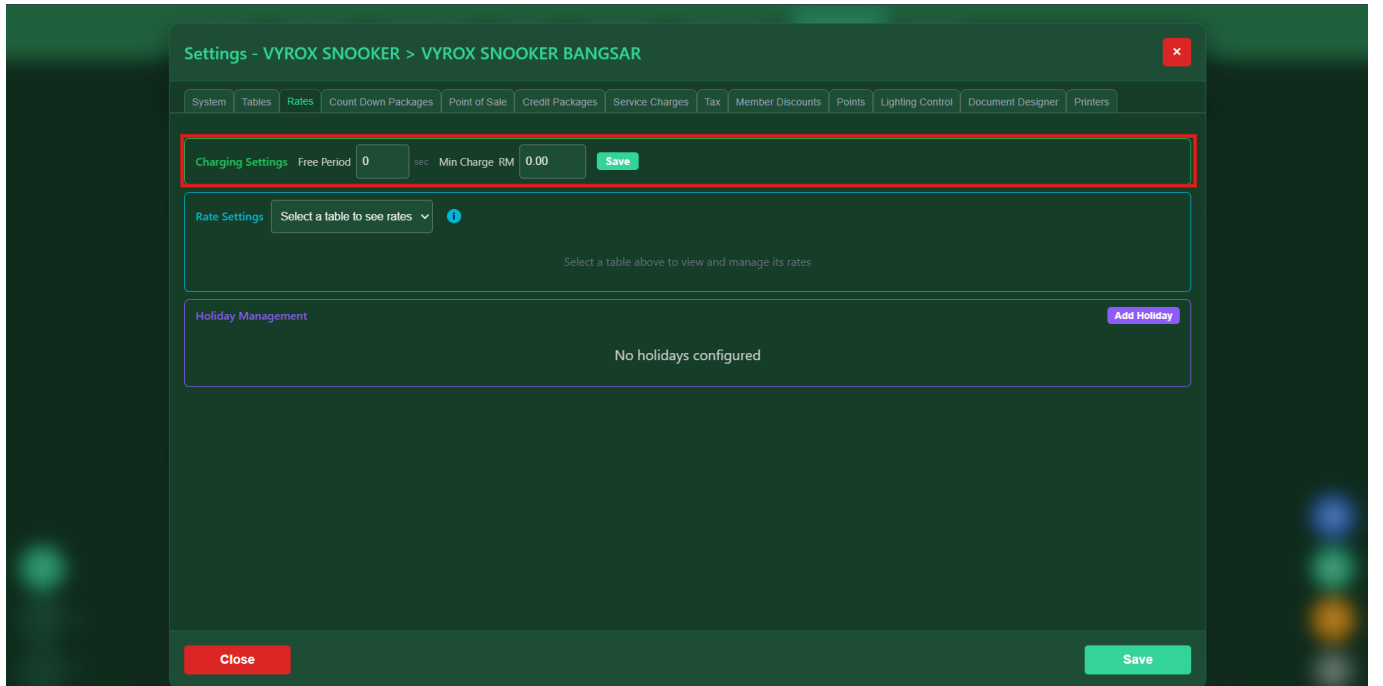 Settings - VYROX SNOOKER > VYROX SNOOKER BANGSAR
×
System Tables Rates Count Down Packages Point of Sale Credit Packages Service Charges Tax Member Discounts Points Lighting Control Document Designer Printers
Charging Settings Free Period 0 sec Min Charge RM 0.00 Save
Rate Settings Select a table to see rates i
Select a table above to view and manage its rates
Holiday Management Add Holiday
No holidays configured
Close Save